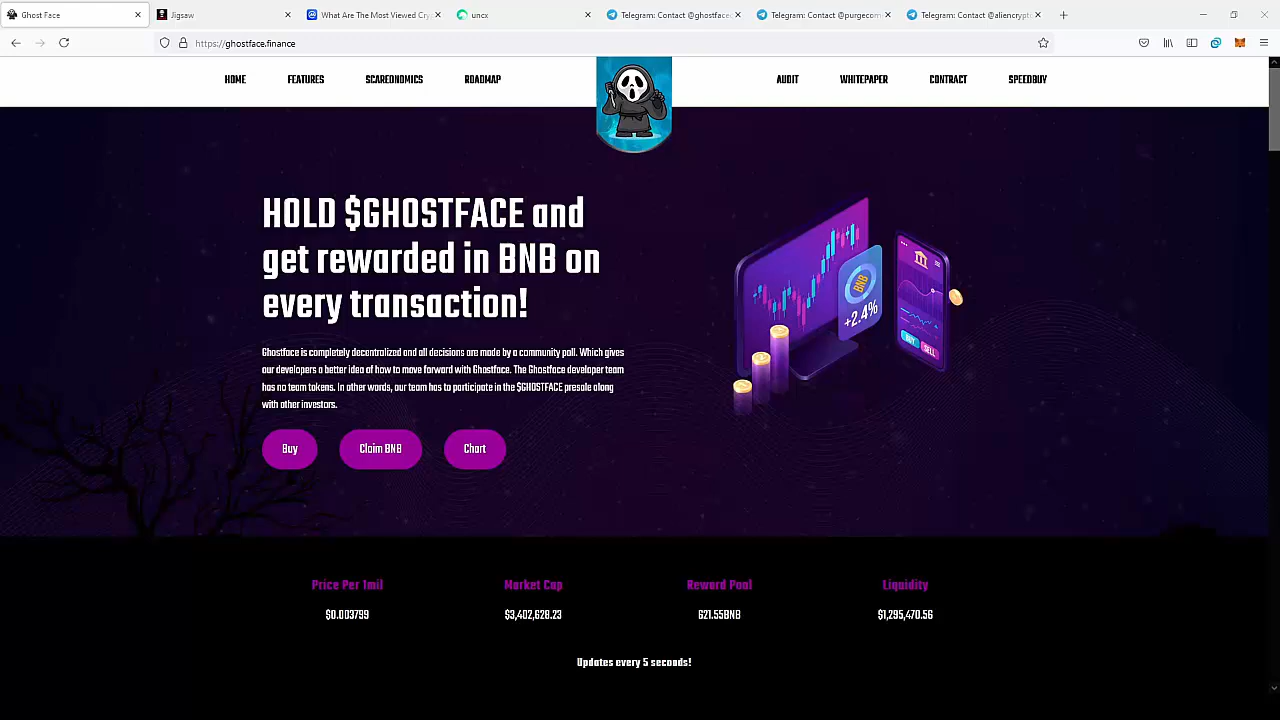 Ghost Face
Jigsaw
What Are The Most Viewed Cry
uncx
Telegram: Contact @ghostface
Telegram: Contact @purgecom
Telegram: Contact @aliencrypt
https://ghostface.finance
HOME FEATURES SCAREONOMICS ROADMAP AUDIT WHITEPAPER CONTRACT SPEEDBUY
HOLD $GHOSTFACE and
get rewarded in BNB on
every transaction!
Ghostface is completely decentralized and all decisions are made by a community poll. Which gives
our developers a better idea of how to move forward with Ghostface. The Ghostface developer team
has no team tokens. In other words, our team has to participate in the $GHOSTFACE presale along
with other investors.
Buy Claim BNB Chart
BNB
+2.4%
BUY SELL
Price Per 1mil Market Cap Reward Pool Liquidity
$0.003799 $3,402,628.23 621.55BNB $1,295,470.56
Updates every 5 seconds!